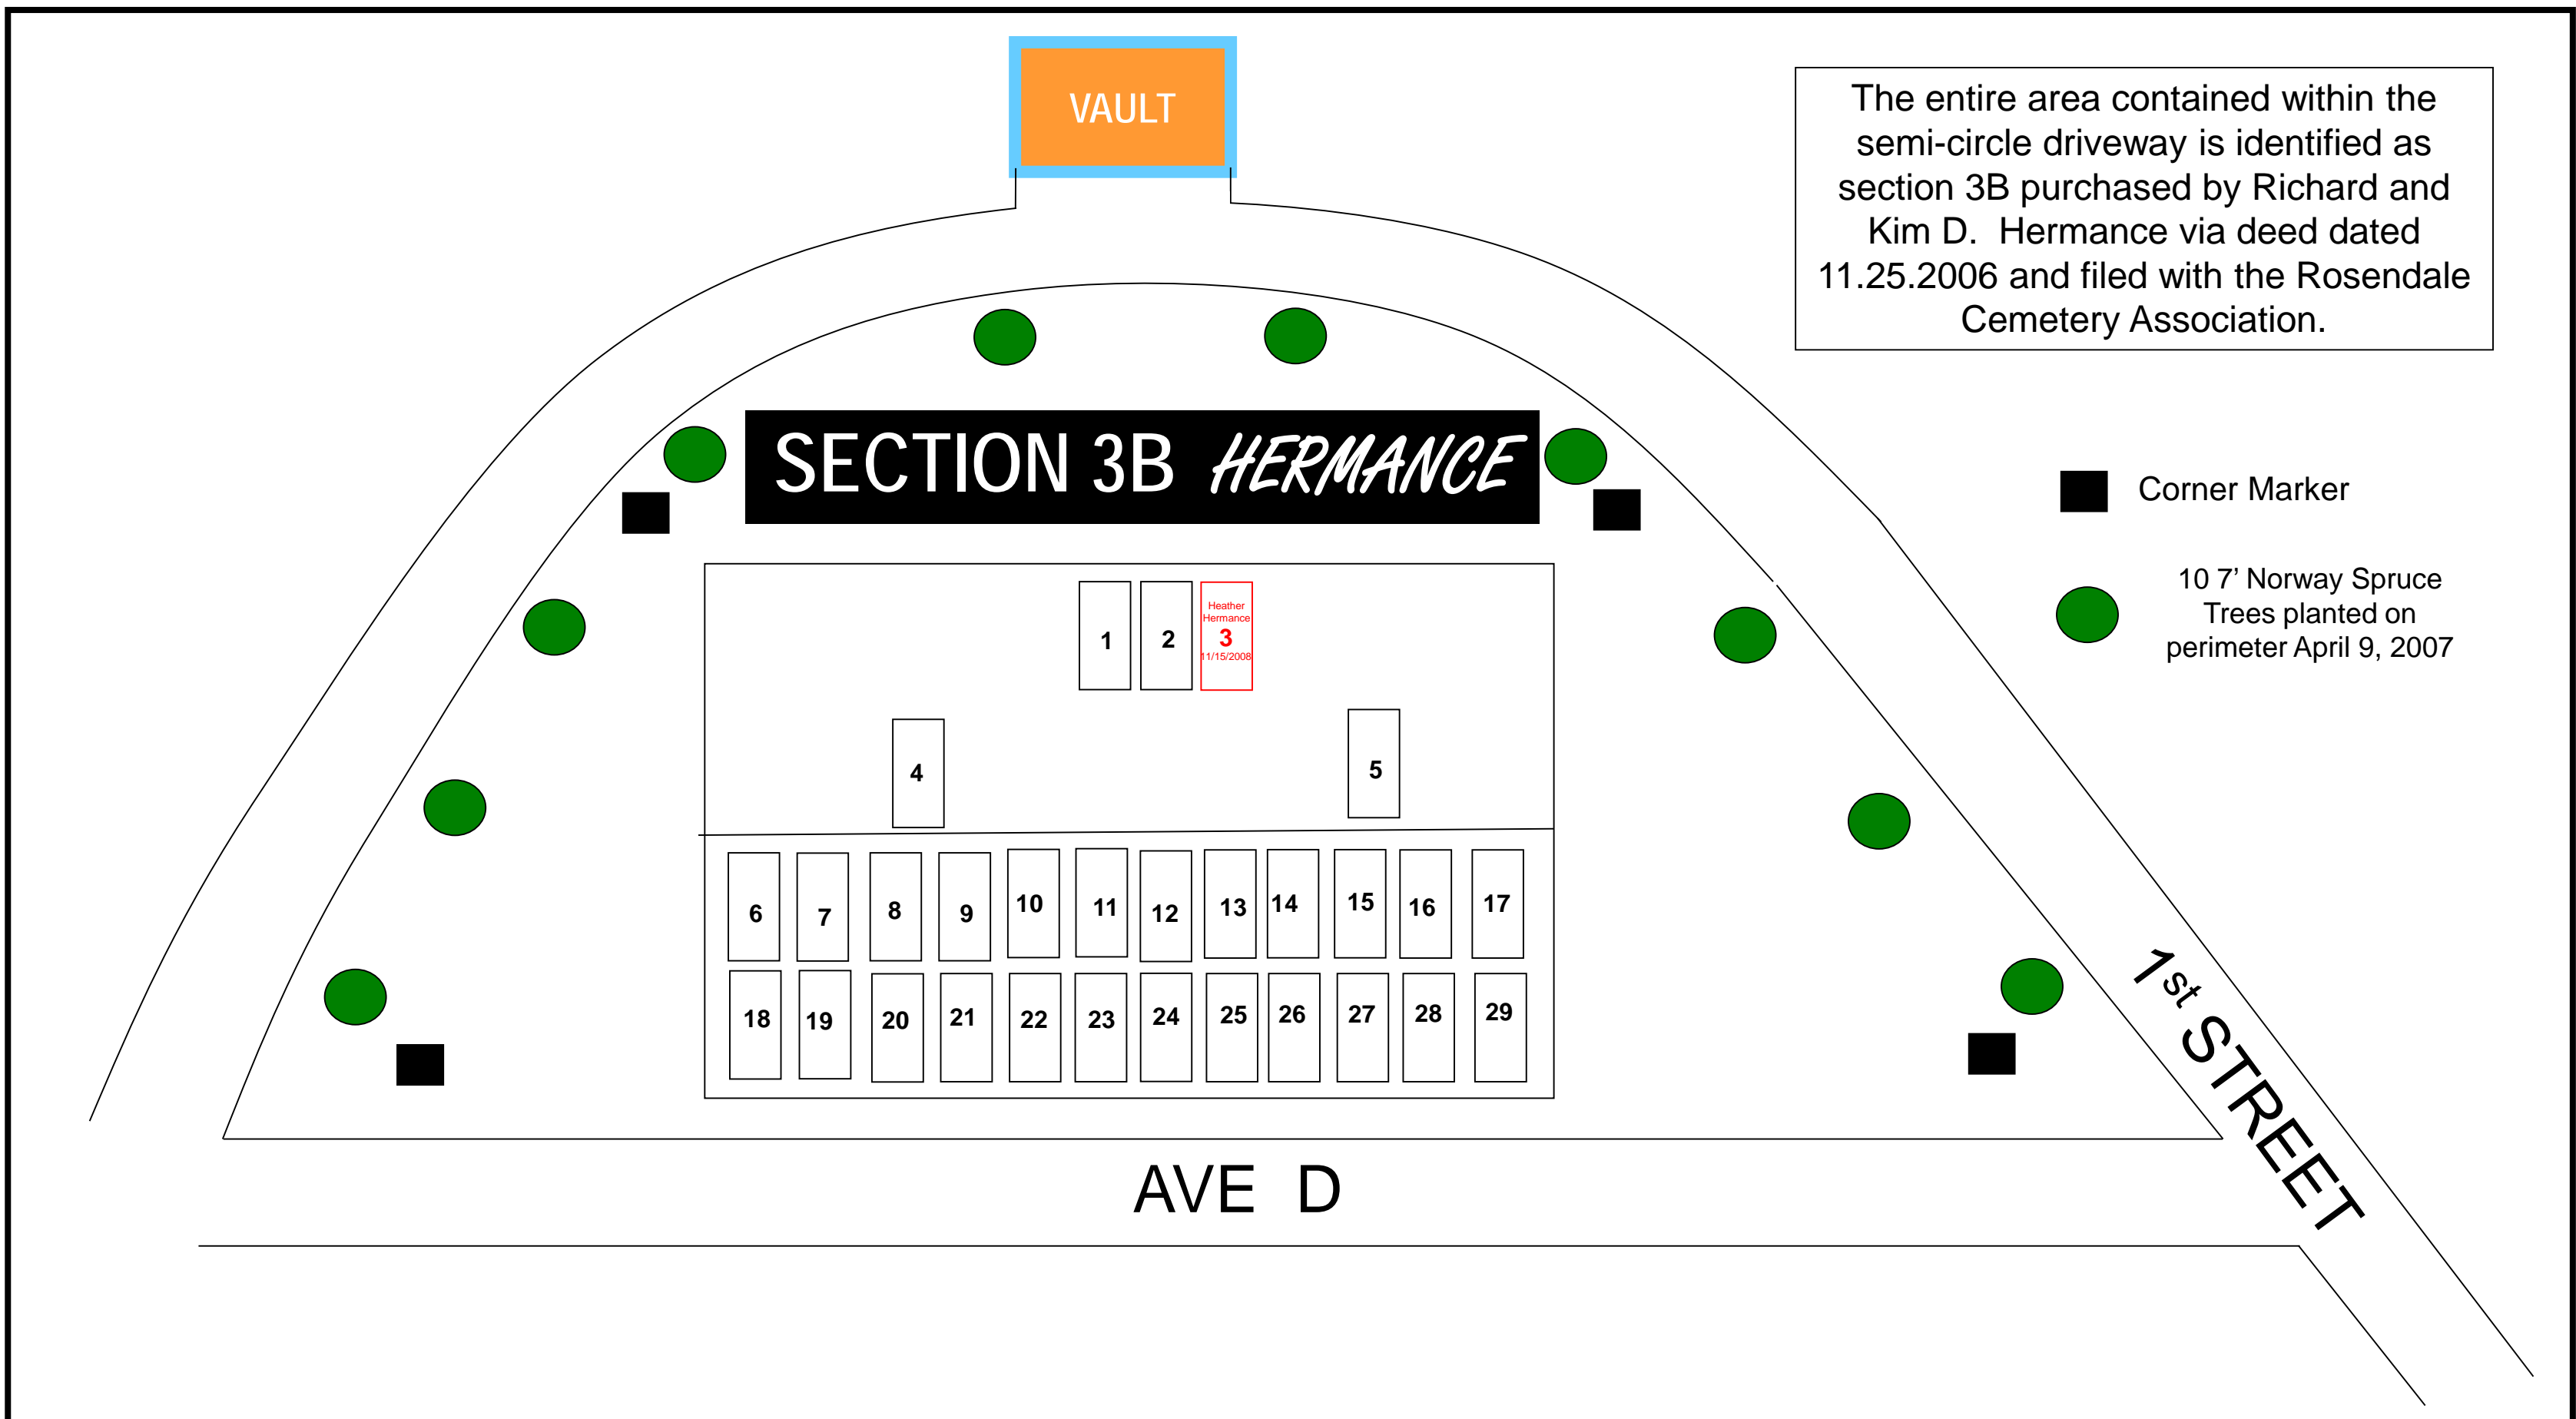 VAULT
The entire area contained within the
semi-circle driveway is identified as
section 3B purchased by Richard and
Kim D.  Hermance via deed dated
11.25.2006 and filed with the Rosendale
Cemetery Association.
SECTION 3B HERMANCE
Corner Marker
10 7’ Norway Spruce
Trees planted on
perimeter April 9, 2007
1 2
Heather
Hermance
3
11/15/2008
4 5
6 7 8 9 10 11 12 13 14 15 16 17
18 19 20 21 22 23 24 25 26 27 28 29
1st STREET
AVE D